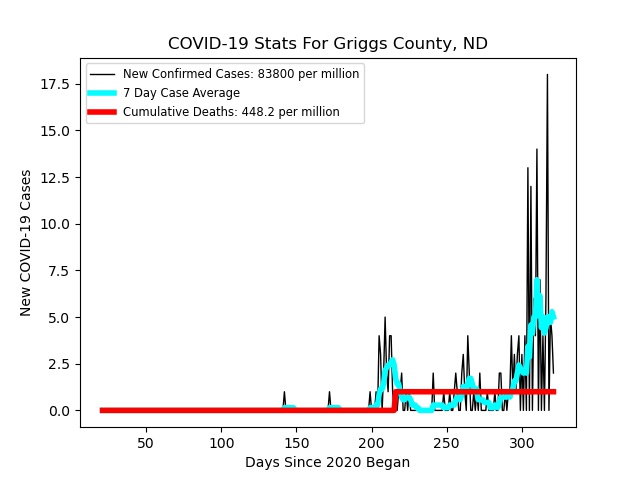 COVID-19 Stats For Griggs County, ND
New Confirmed Cases: 83800 per million
7 Day Case Average
Cumulative Deaths: 448.2 per million
New COVID-19 Cases
17.5
15.0
12.5
10.0
7.5
5.0
2.5
0.0
50 100 150 200 250 300
Days Since 2020 Began